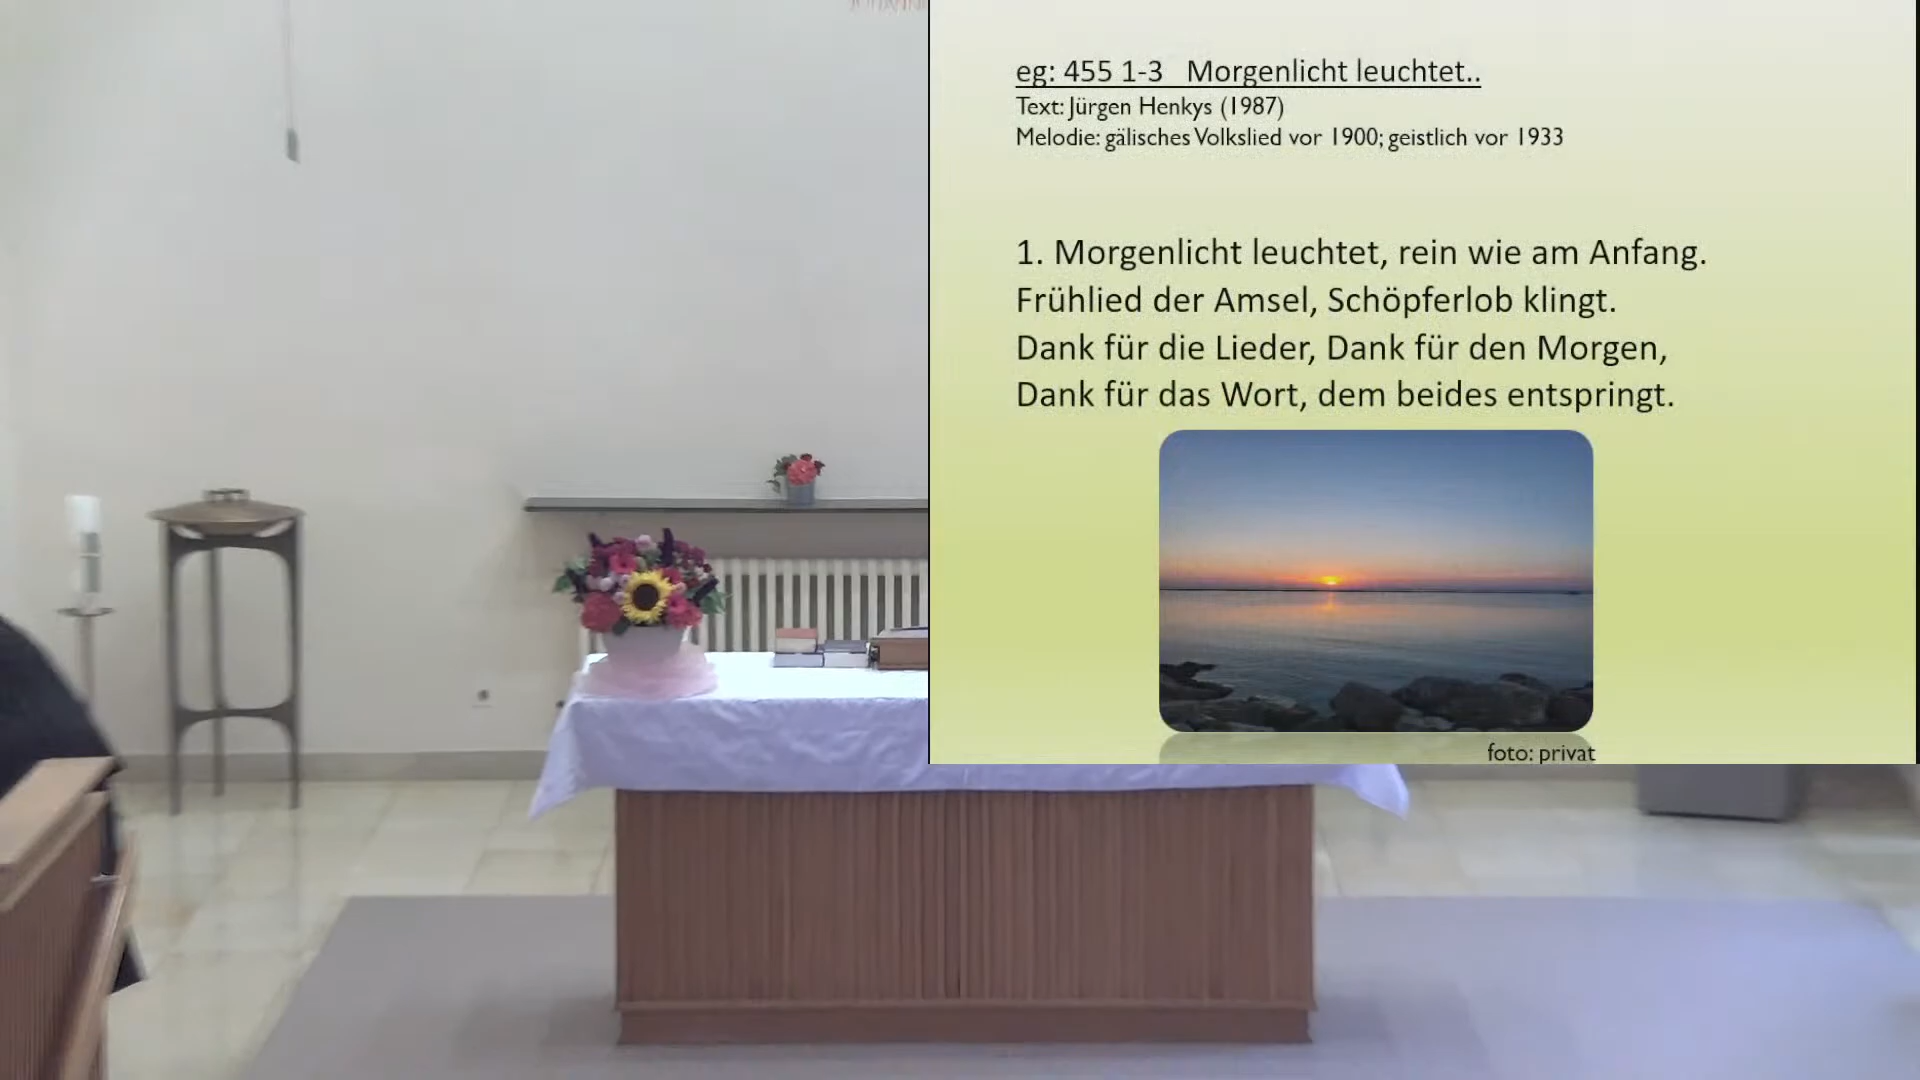 eg: 455 1-3 Morgenlicht leuchtet..
Text: Jürgen Henkys (1987)
Melodie: gälisches Volkslied vor 1900; geistlich vor 1933
1. Morgenlicht leuchtet, rein wie am Anfang.
Frühlied der Amsel, Schöpferlob klingt.
Dank für die Lieder, Dank für den Morgen,
Dank für das Wort, dem beides entspringt.
foto: privat